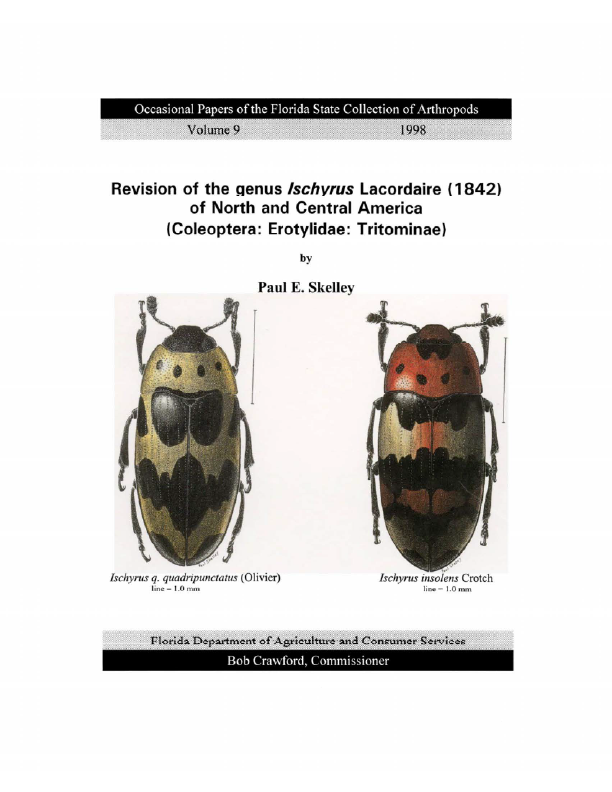 Occasional Papers of the Florida State Collection of Arthropods
Volume 9 1998
Revision of the genus Ischyrus Lacordaire (1842)
of North and Central America
(Coleoptera: Erotylidae: Tritominae)
by
Paul E. Skelley
Ischyrus q. quadripunctatus (Olivier)
line = 1.0 mm
Ischyrus insolens Crotch
line = 1.0 mm
Florida Department of Agriculture and Consumer Services
Bob Crawford, Commissioner